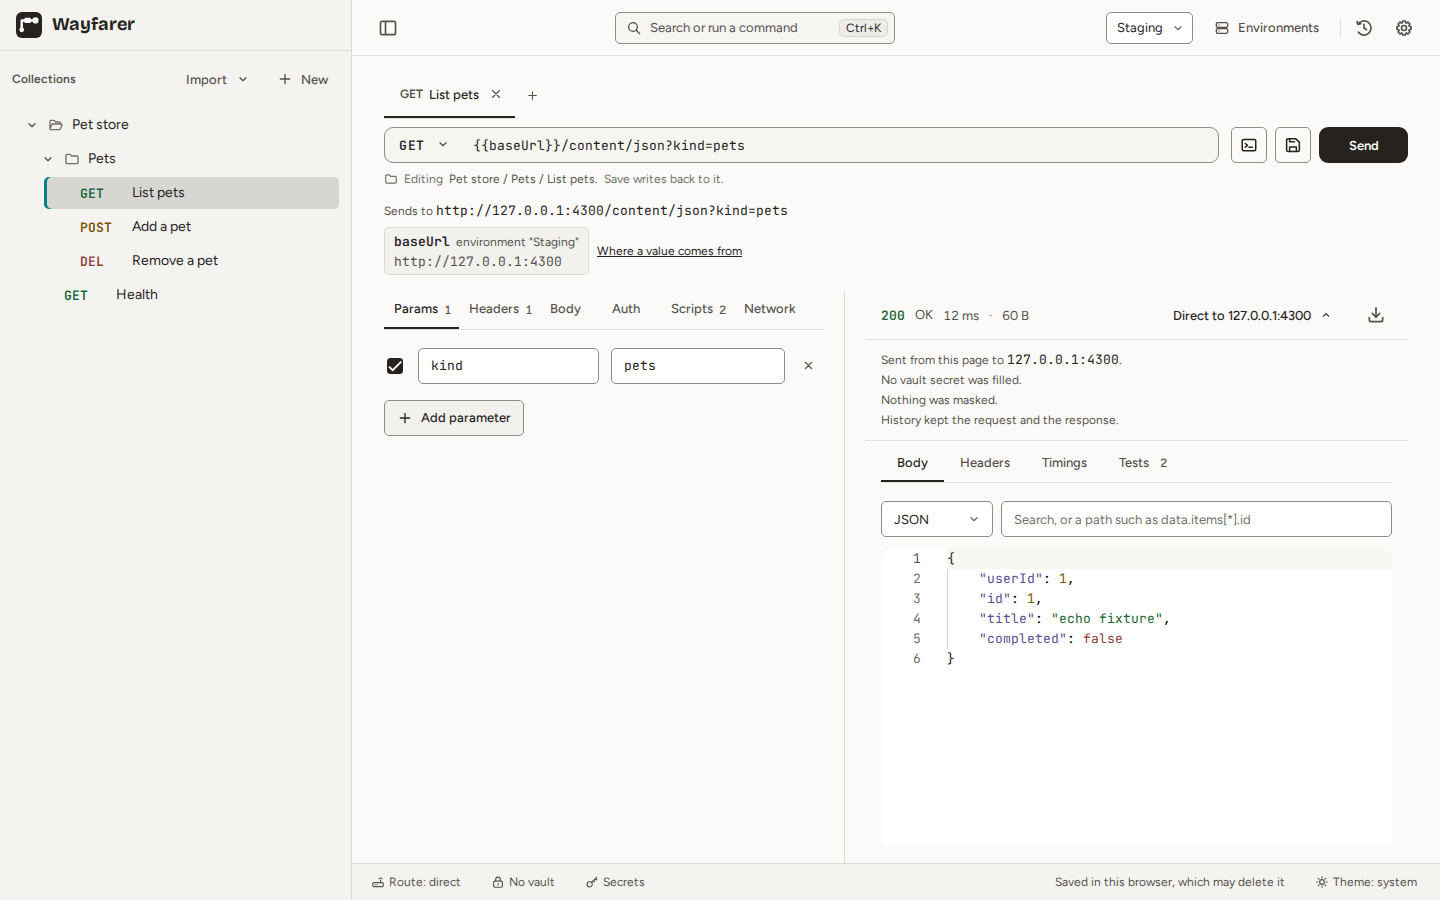 Wayfarer
Search or run a command Ctrl+K
Staging
Environments
Collections Import New
Pet store
Pets
GET List pets
POST Add a pet
DEL Remove a pet
GET Health
GET List pets
GET {{baseUrl}}/content/json?kind=pets
Send
Editing Pet store / Pets / List pets. Save writes back to it.
Sends to http://127.0.0.1:4300/content/json?kind=pets
baseUrl environment "Staging"
http://127.0.0.1:4300
Where a value comes from
Params 1 Headers 1 Body Auth Scripts 2 Network
kind pets
Add parameter
200 OK 12 ms · 60 B Direct to 127.0.0.1:4300
Sent from this page to 127.0.0.1:4300.
No vault secret was filled.
Nothing was masked.
History kept the request and the response.
Body Headers Timings Tests 2
JSON Search, or a path such as data.items[*].id
1 {
2 "userId": 1,
3 "id": 1,
4 "title": "echo fixture",
5 "completed": false
6 }
Route: direct No vault Secrets Saved in this browser, which may delete it Theme: system